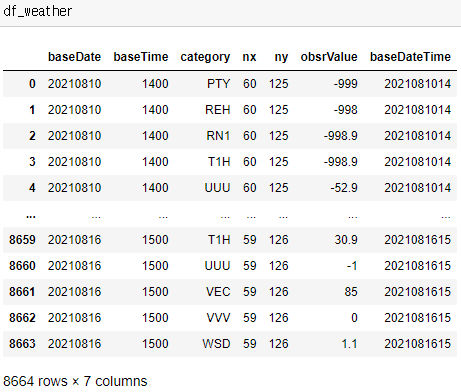 df_weather
baseDate baseTime category nx ny obsrValue baseDateTime
0 20210810 1400 PTY 60 125 -999 2021081014
1 20210810 1400 REH 60 125 -998 2021081014
2 20210810 1400 RN1 60 125 -998.9 2021081014
3 20210810 1400 T1H 60 125 -998.9 2021081014
4 20210810 1400 UUU 60 125 -52.9 2021081014
... ... ... ... ... ... ... ...
8659 20210816 1500 T1H 59 126 30.9 2021081615
8660 20210816 1500 UUU 59 126 -1 2021081615
8661 20210816 1500 VEC 59 126 85 2021081615
8662 20210816 1500 VVV 59 126 0 2021081615
8663 20210816 1500 WSD 59 126 1.1 2021081615
8664 rows × 7 columns